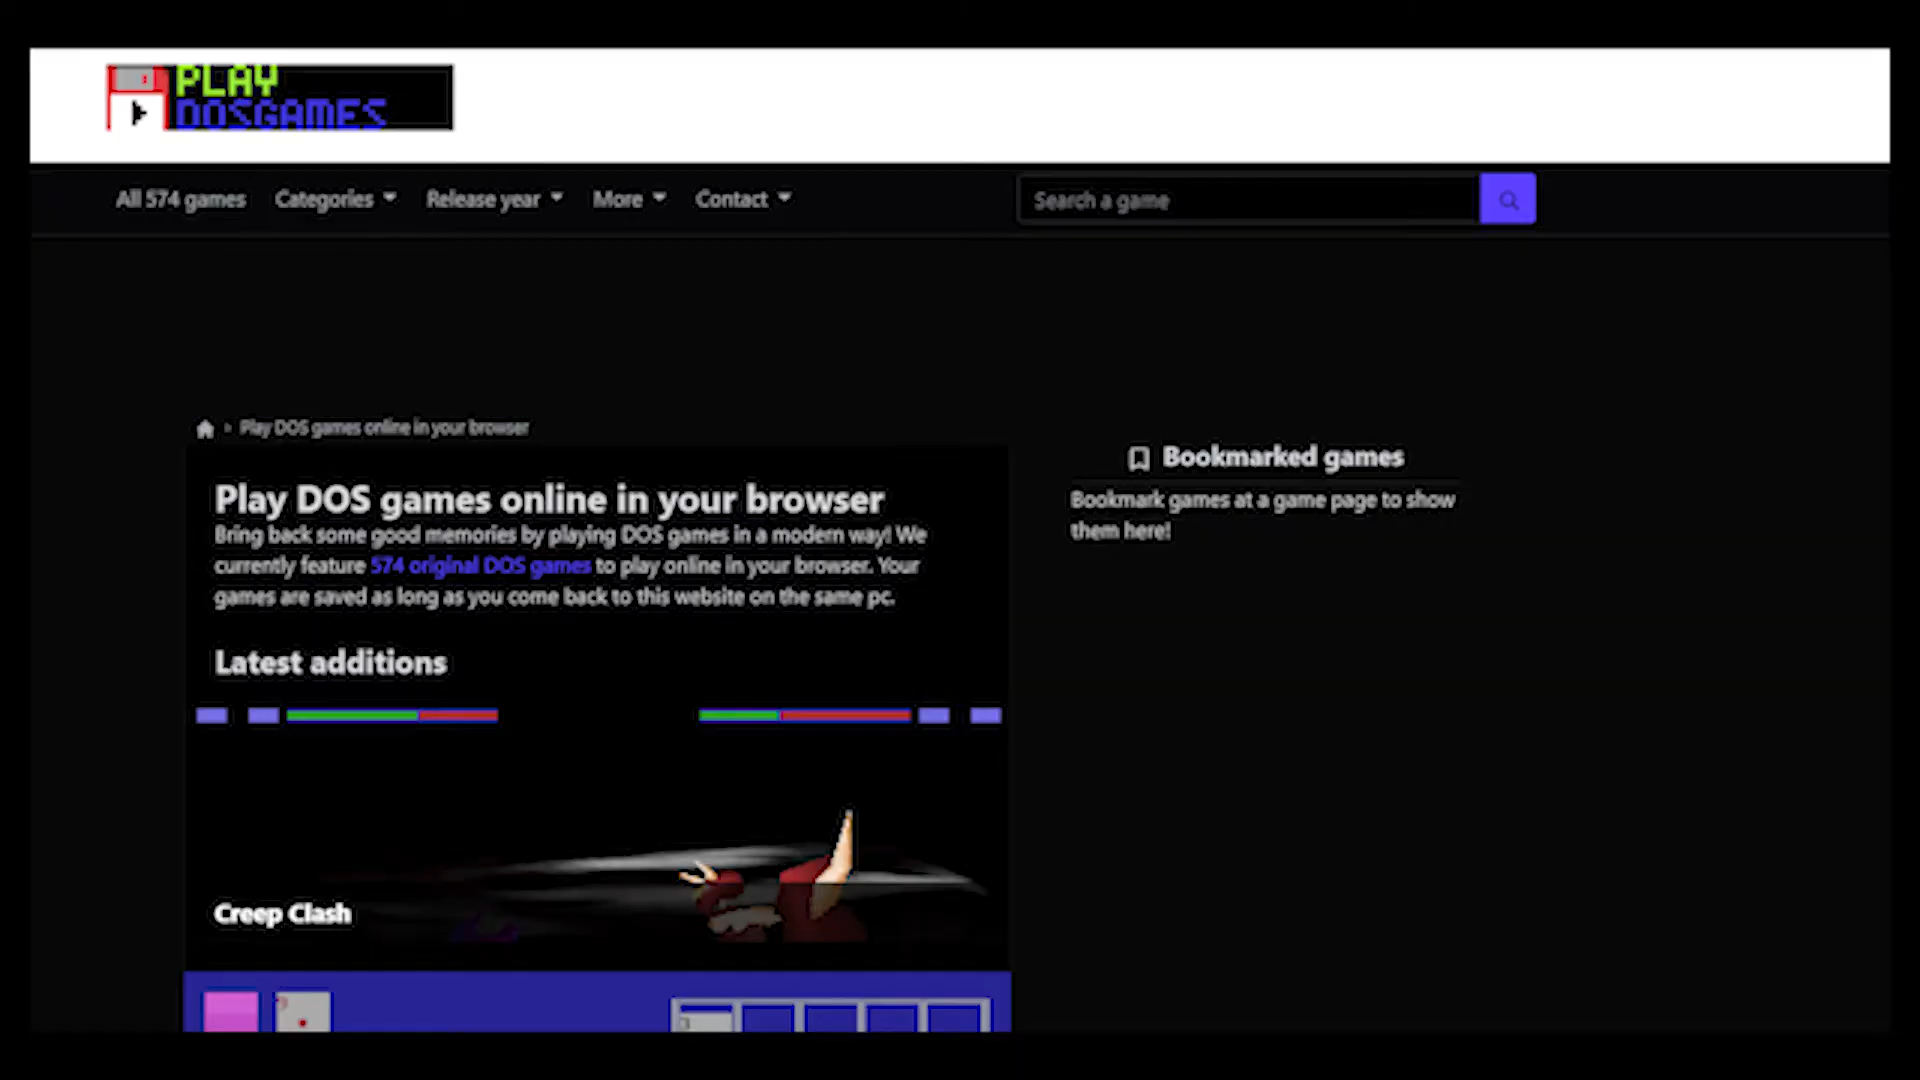 PLAY
DOSGAMES
All 574 games Categories Release year More Contact Search a game
Play DOS games online in your browser
Bookmarked games
Bookmark games at a game page to show
them here!
Play DOS games online in your browser
Bring back some good memories by playing DOS games in a modern way! We
currently feature 574 original DOS games to play online in your browser. Your
games are saved as long as you come back to this website on the same pc.
Latest additions
Creep Clash